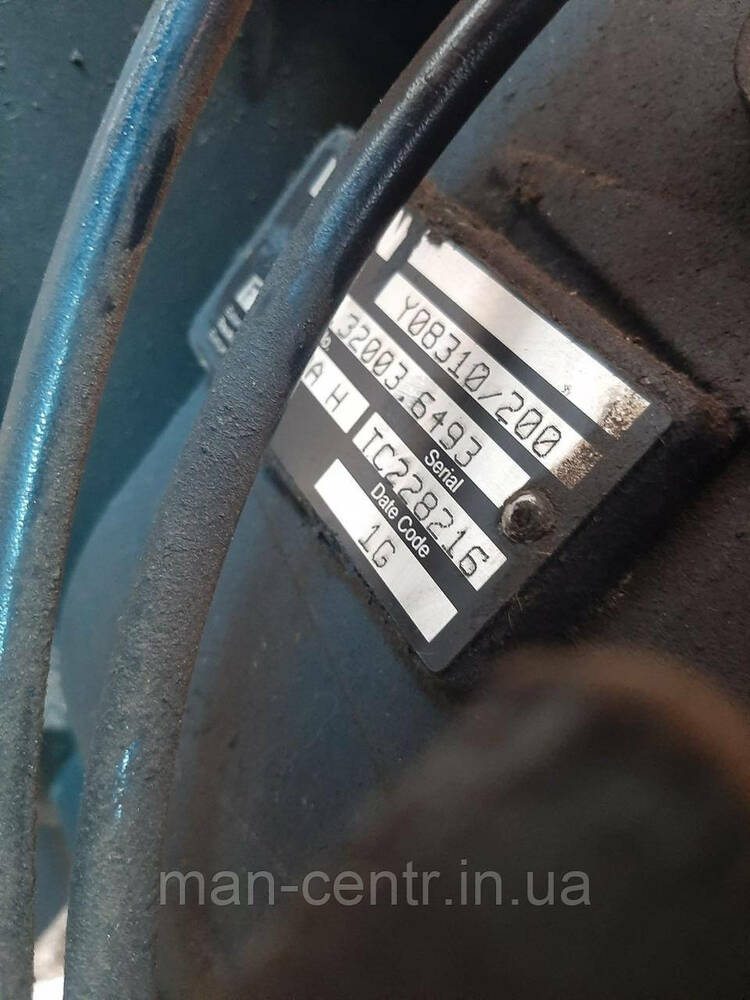 Y08310/200
.32003.6493
Serial
A H TC228216
Date Code
1G
man-centr.in.ua